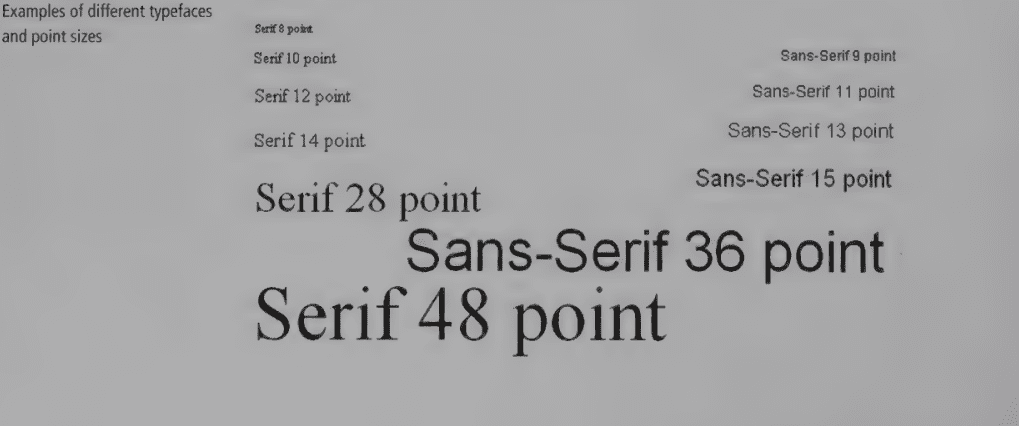 Examples of different typefaces
and point sizes
Serif 8 point
Serif 10 point
Serif 12 point
Serif 14 point
Serif 28 point
Sans-Serif 9 point
Sans-Serif 11 point
Sans-Serif 13 point
Sans-Serif 15 point
Sans-Serif 36 point
Serif 48 point